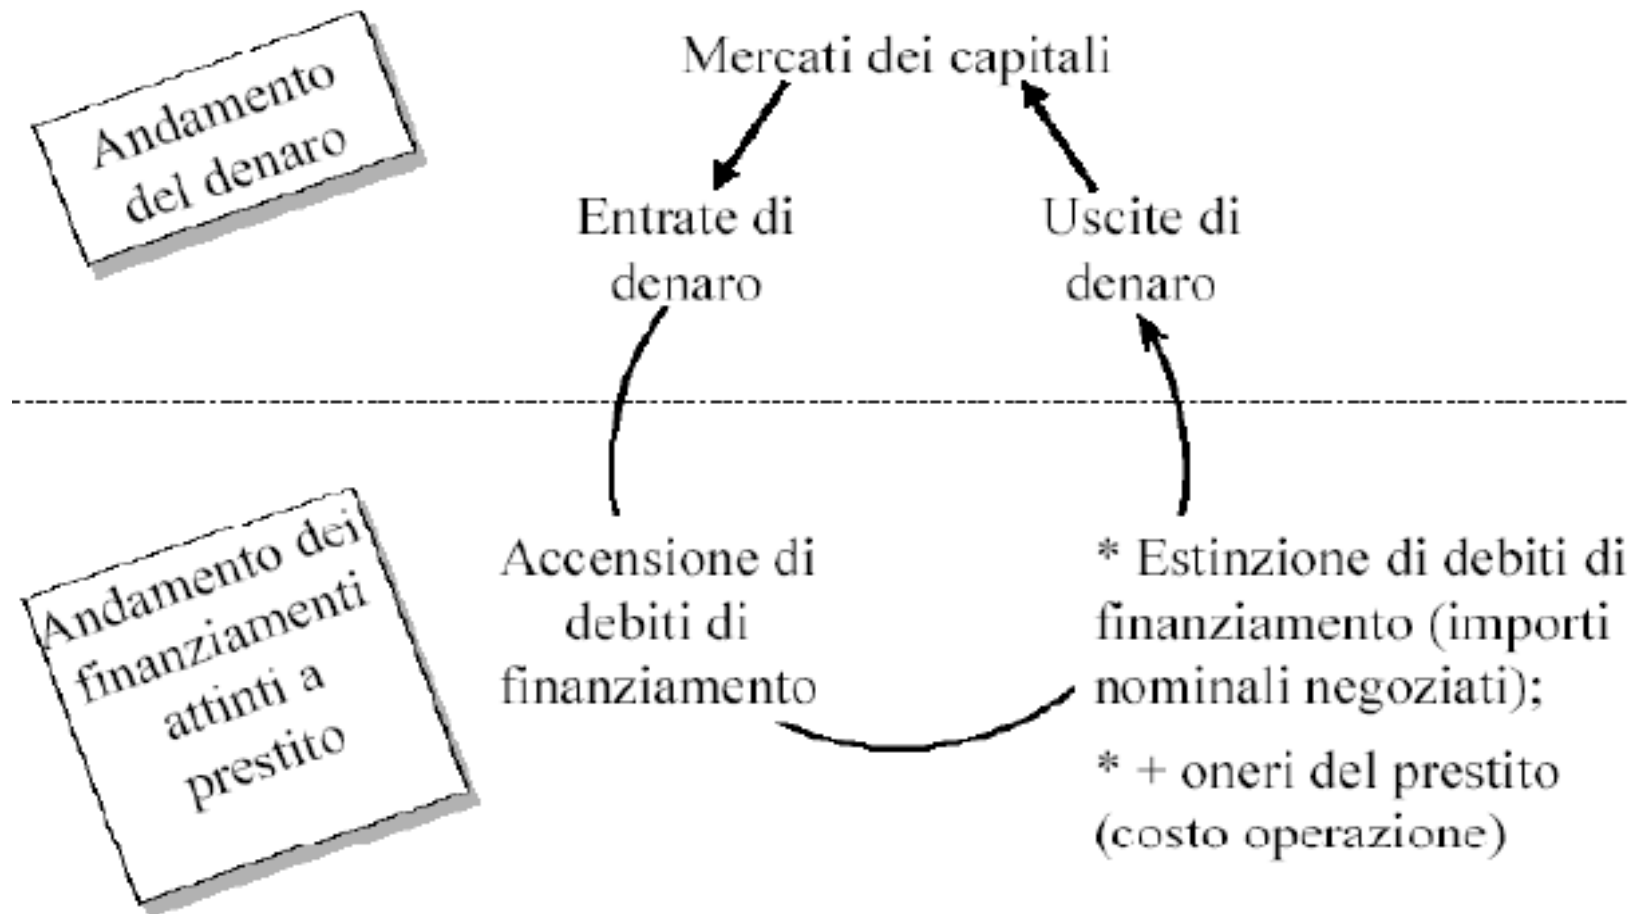 Andamento
del denaro
Mercati dei capitali
Entrate di
denaro
Uscite di
denaro
Andamento dei
finanziamenti
attinti a
prestito
Accensione di
debiti di
finanziamento
* Estinzione di debiti di
finanziamento (importi
nominali negoziati);
* + oneri del prestito
(costo operazione)